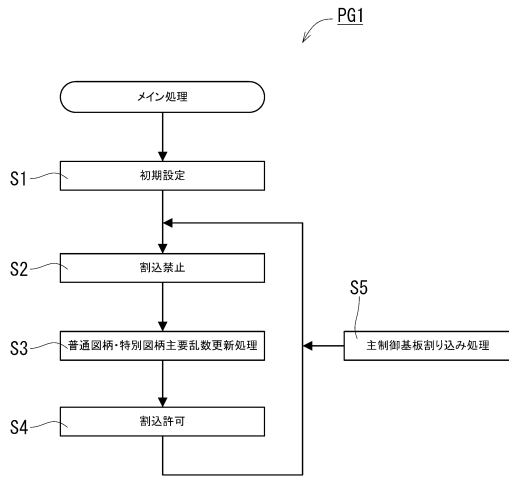 PG1
メイン処理
S1
初期設定
S2
割込禁止
S5
S3
普通図柄・特別図柄主要乱数更新処理
主制御基板割り込み処理
S4
割込許可